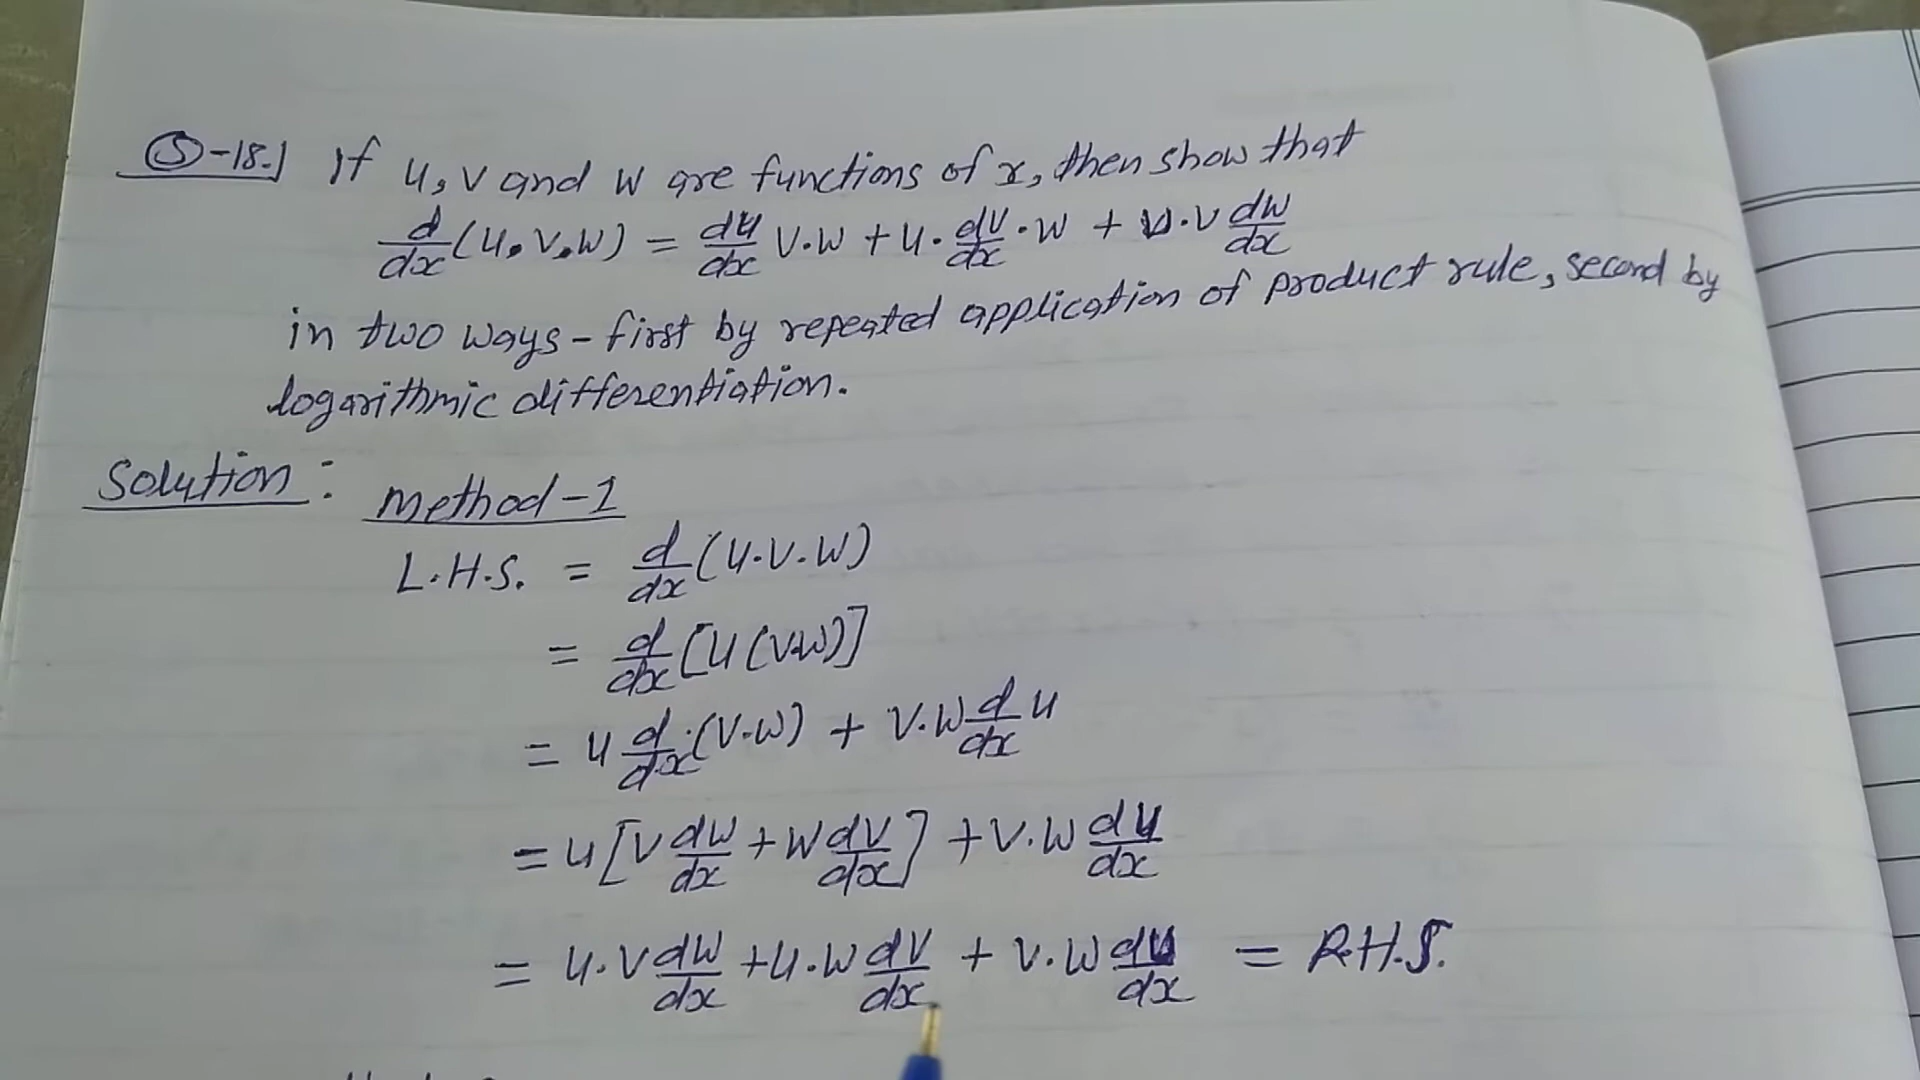 ⑤-18.] If u, v and w are functions of x, then show that
d/dx (u.v.w) = du/dx v.w + u. dv/dx .w + u.v dw/dx
in two ways - first by repeated application of product rule, second by
logarithmic differentiation.
Solution: Method-1
L.H.S. = d/dx (u.v.w)
= d/dx [u (v.w)]
= u d/dx (v.w) + v.w d/dx u
= u [v dw/dx + w dv/dx] + v.w du/dx
= u.v dw/dx + u.w dv/dx + v.w du/dx = R.H.S.